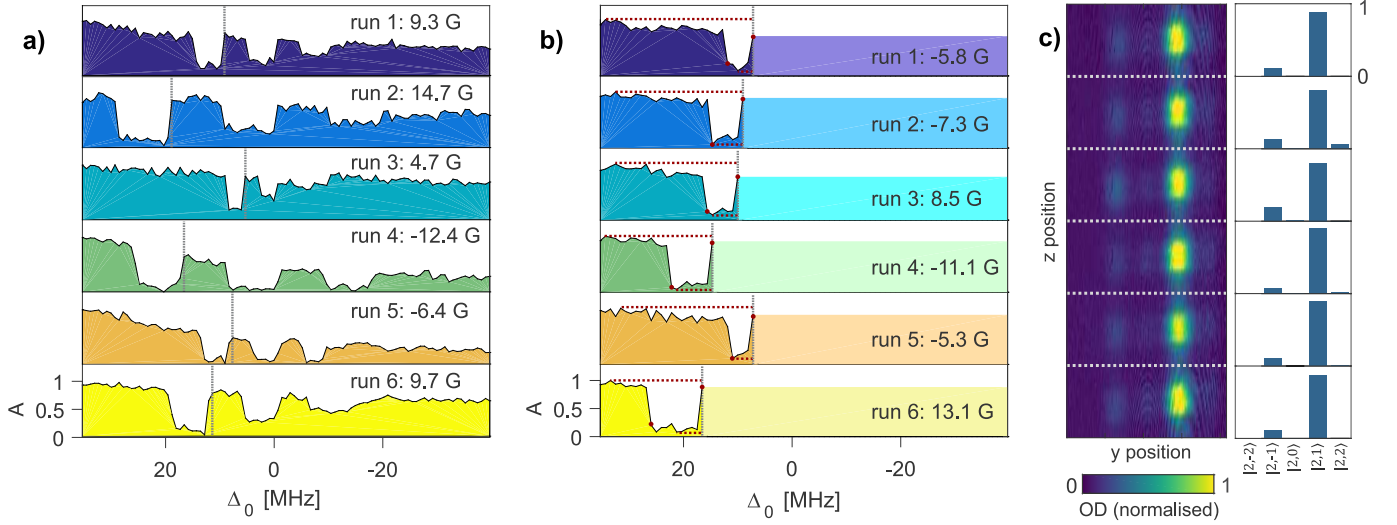 a)
run 1: 9.3 G
run 2: 14.7 G
run 3: 4.7 G
run 4: -12.4 G
run 5: -6.4 G
run 6: 9.7 G
A
1
0.5
0
20 0 -20
Δ0 [MHz]
b)
run 1: -5.8 G
run 2: -7.3 G
run 3: 8.5 G
run 4: -11.1 G
run 5: -5.3 G
run 6: 13.1 G
A
1
0.5
0
20 0 -20
Δ0 [MHz]
c)
z position
y position
0 1
OD (normalised)
1
0
|2,-2⟩
|2,-1⟩
|2,0⟩
|2,1⟩
|2,2⟩